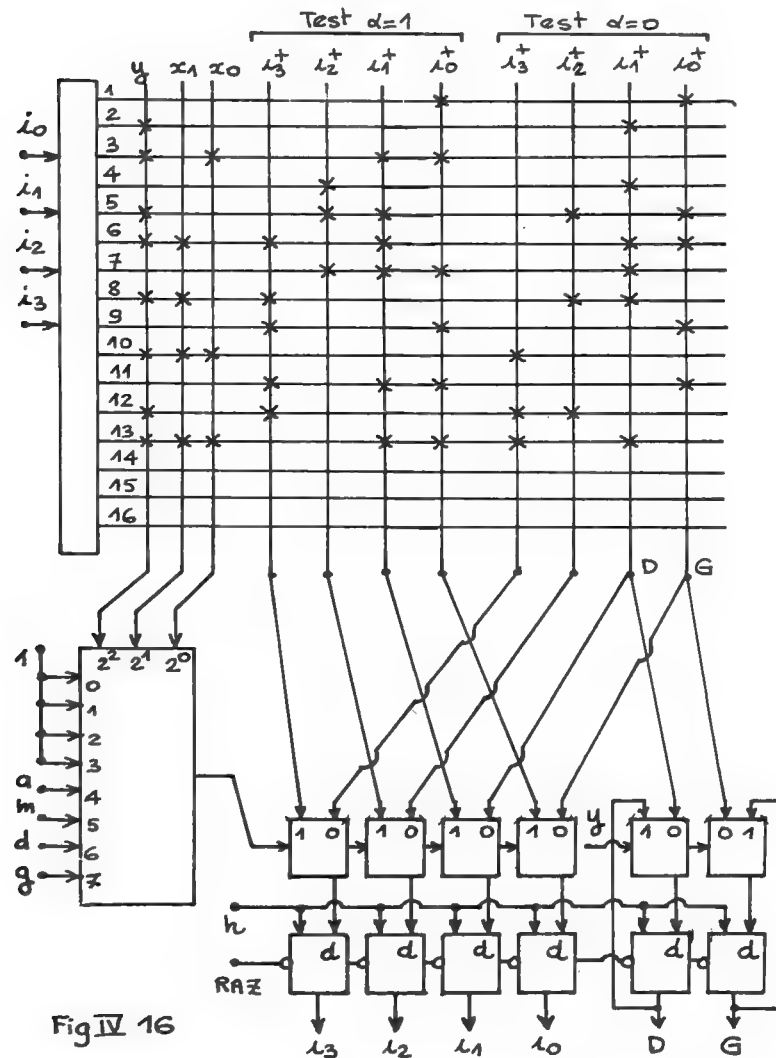 Test α=1 Test α=0
y x₁ x₀ i₃⁺ i₂⁺ i₁⁺ i₀⁺ i₃⁺ i₂⁺ i₁⁺ i₀⁺
1
2
i₀
3
4
i₁
5
6
i₂
7
8
i₃
9
10
11
12
13
14
15
16
D G
1
2² 2¹ 2⁰
0
1
2
3
a 4
m 5
d 6
g 7
1 0 1 0 1 0 1 0 y 1 0 0 1
h
d d d d d d
RAZ
i₃ i₂ i₁ i₀ D G
Fig IV 16